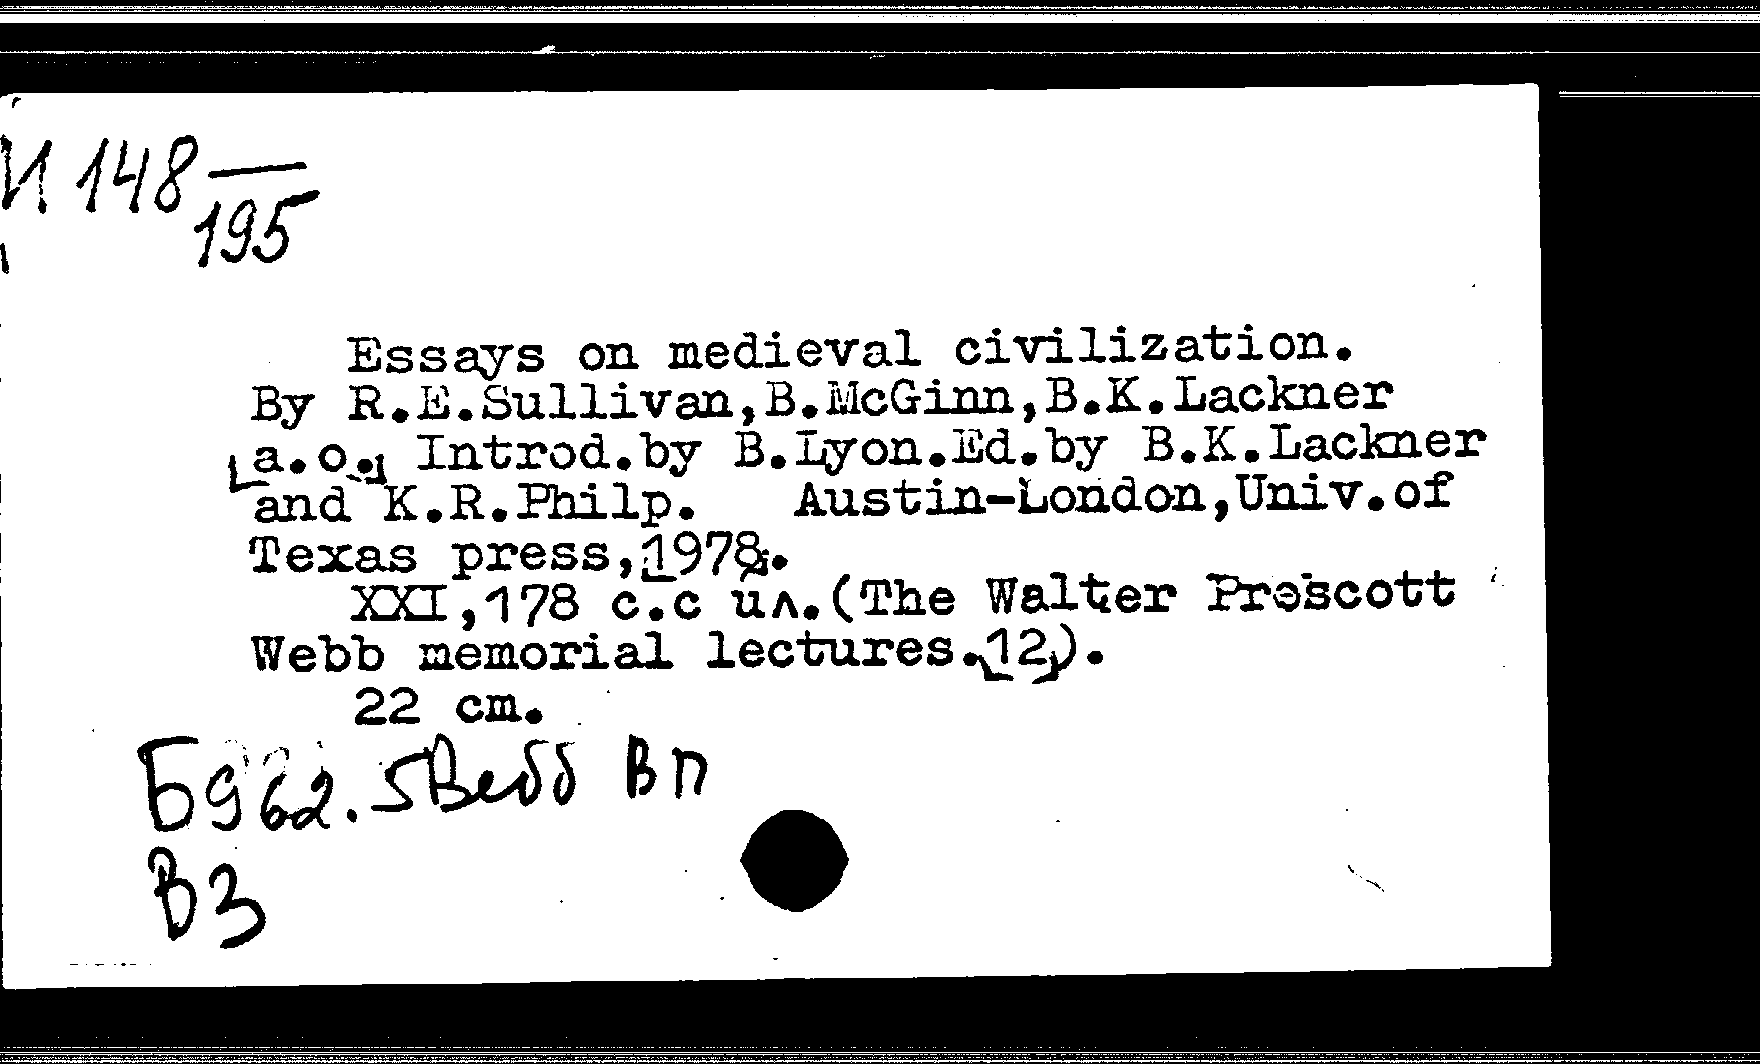 И 148
195
Essays on medieval civilization.
By R.E.Sullivan,B.McGinn,B.K.Lackner
[a.o.] Introd.by B.Lyon.Ed.by B.K.Lackner
and K.R.Philp. Austin-London,Univ.of
Texas press,[1978].
XXI,178 c.c ил.(The Walter Prescott
Webb memorial lectures.[12]).
22 cm.
Б962.5Вебб ВП
В3